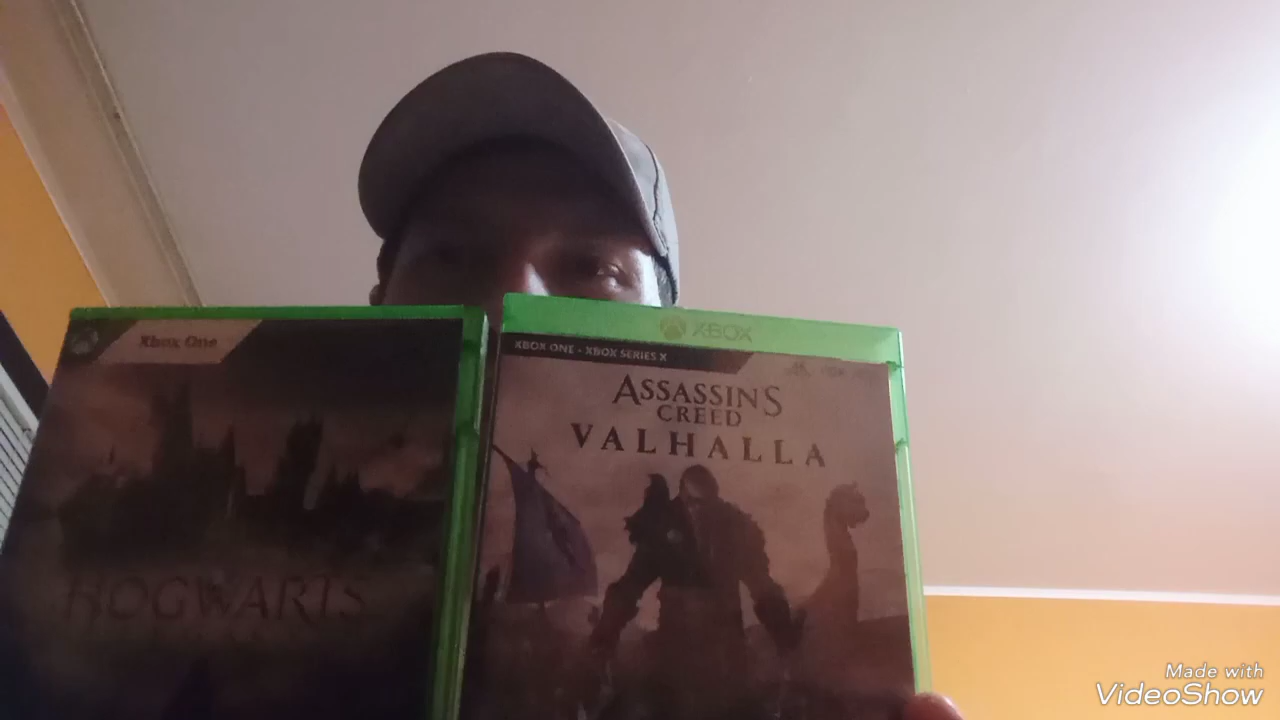 Xbox One
HOGWARTS
XBOX
XBOX ONE - XBOX SERIES X
ASSASSIN'S
CREED
VALHALLA
Made with
VideoShow